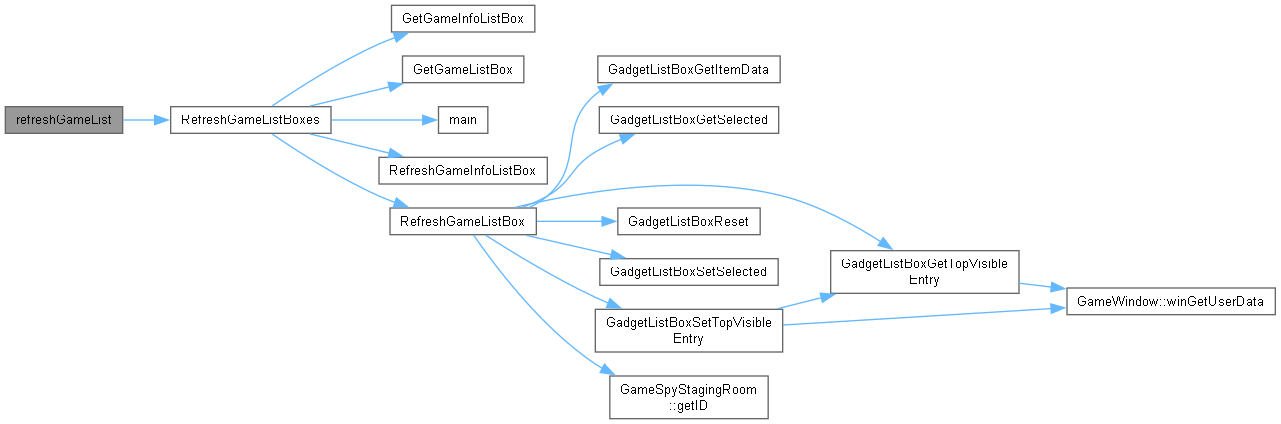 refreshGameList
RefreshGameListBoxes
GetGameInfoListBox
GetGameListBox
main
RefreshGameInfoListBox
RefreshGameListBox
GadgetListBoxGetItemData
GadgetListBoxGetSelected
GadgetListBoxReset
GadgetListBoxSetSelected
GadgetListBoxSetTopVisible
Entry
GameSpyStagingRoom
::getID
GadgetListBoxGetTopVisible
Entry
GameWindow::winGetUserData